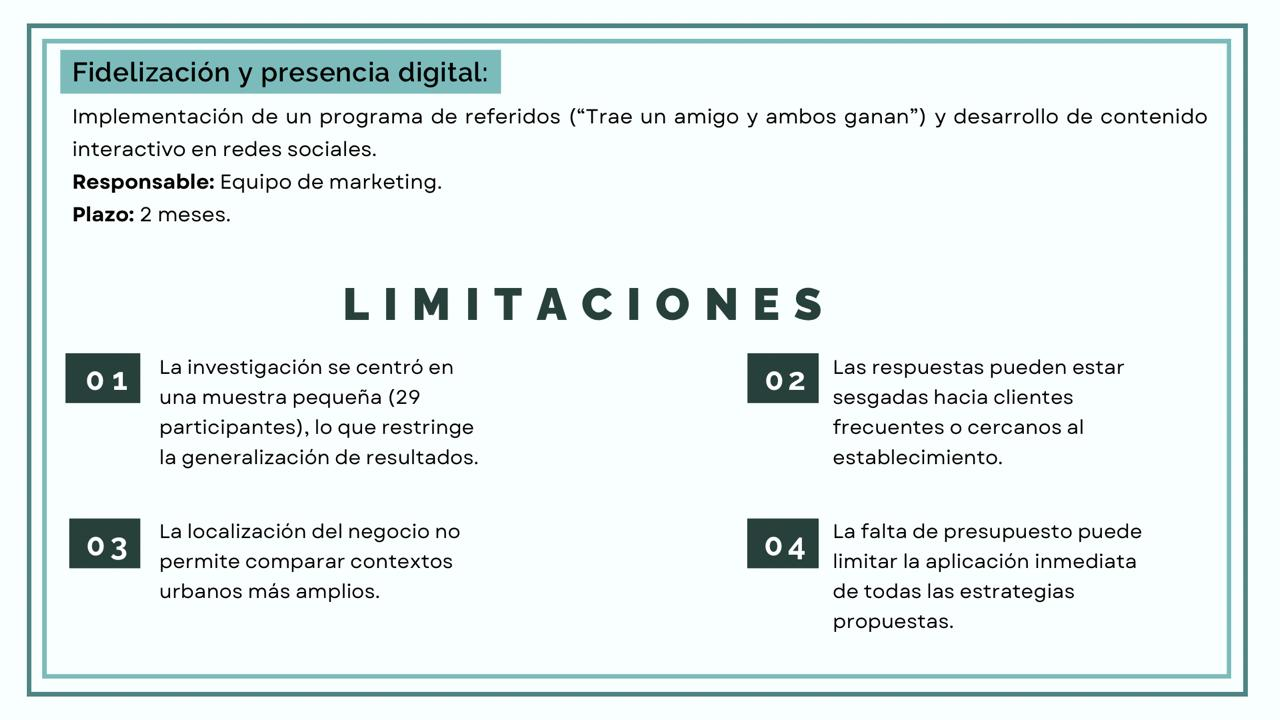 Fidelización y presencia digital:
Implementación de un programa de referidos (“Trae un amigo y ambos ganan”) y desarrollo de contenido
interactivo en redes sociales.
Responsable: Equipo de marketing.
Plazo: 2 meses.
LIMITACIONES
01
La investigación se centró en
una muestra pequeña (29
participantes), lo que restringe
la generalización de resultados.
02
Las respuestas pueden estar
sesgadas hacia clientes
frecuentes o cercanos al
establecimiento.
03
La localización del negocio no
permite comparar contextos
urbanos más amplios.
04
La falta de presupuesto puede
limitar la aplicación inmediata
de todas las estrategias
propuestas.